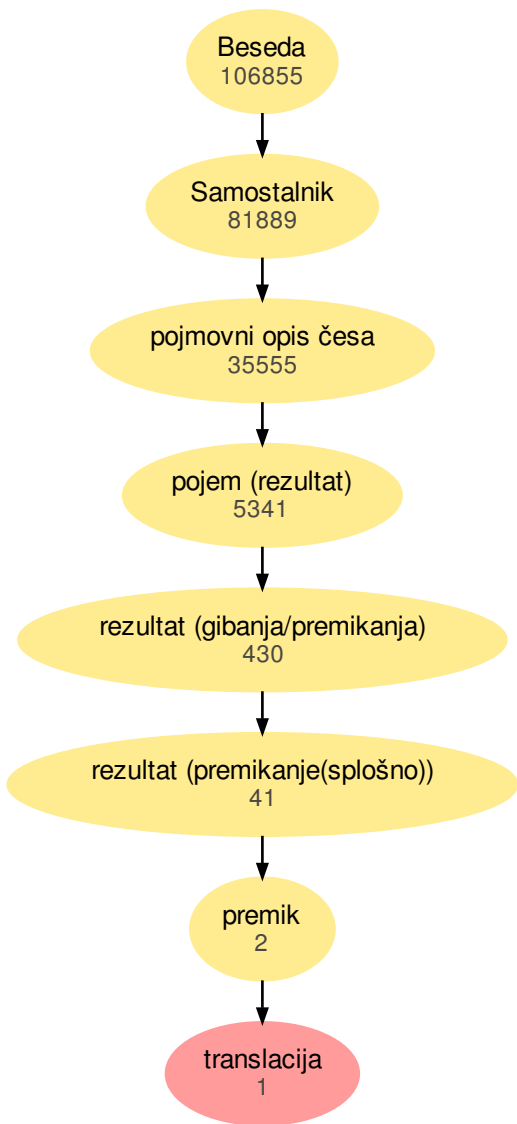 Beseda
106855
Samostalnik
81889
pojmovni opis česa
35555
pojem (rezultat)
5341
rezultat (gibanja/premikanja)
430
rezultat (premikanje(splošno))
41
premik
2
translacija
1